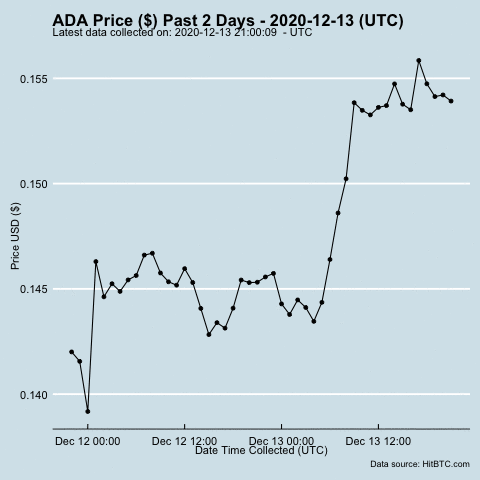 ADA Price ($) Past 2 Days - 2020-12-13 (UTC)
Latest data collected on: 2020-12-13 21:00:09  - UTC
0.155
0.150
0.145
0.140
Price USD ($)
Dec 12 00:00 Dec 12 12:00 Dec 13 00:00 Dec 13 12:00
Date Time Collected (UTC)
Data source: HitBTC.com